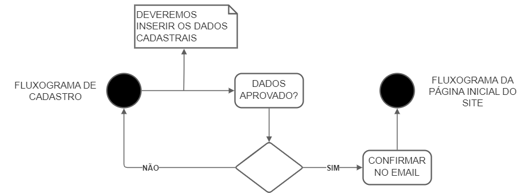 DEVEREMOS
INSERIR OS DADOS
CADASTRAIS
FLUXOGRAMA DE
CADASTRO
DADOS
APROVADO?
FLUXOGRAMA DA
PÁGINA INICIAL DO
SITE
NÃO
SIM
CONFIRMAR
NO EMAIL